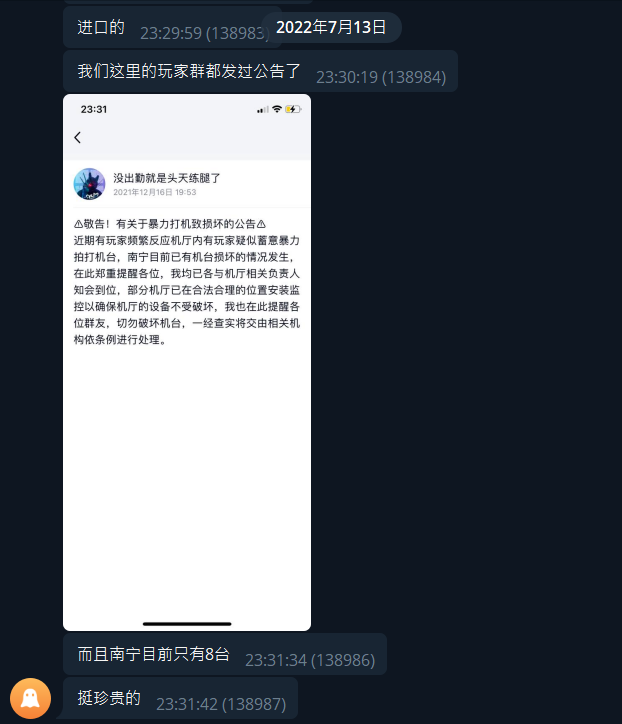 进口的 23:29:59 (138983)
2022年7月13日
我们这里的玩家群都发过公告了 23:30:19 (138984)
23:31
没出勤就是头天练腿了
2021年12月16日 19:53
⚠敬告！有关于暴力打机致损坏的公告⚠
近期有玩家频繁反应机厅内有玩家疑似蓄意暴力
拍打机台，南宁目前已有机台损坏的情况发生，
在此郑重提醒各位，我均已各与机厅相关负责人
知会到位，部分机厅已在合法合理的位置安装监
控以确保机厅的设备不受破坏，我也在此提醒各
位群友，切勿破坏机台，一经查实将交由相关机
构依条例进行处理。
而且南宁目前只有8台 23:31:34 (138986)
挺珍贵的 23:31:42 (138987)